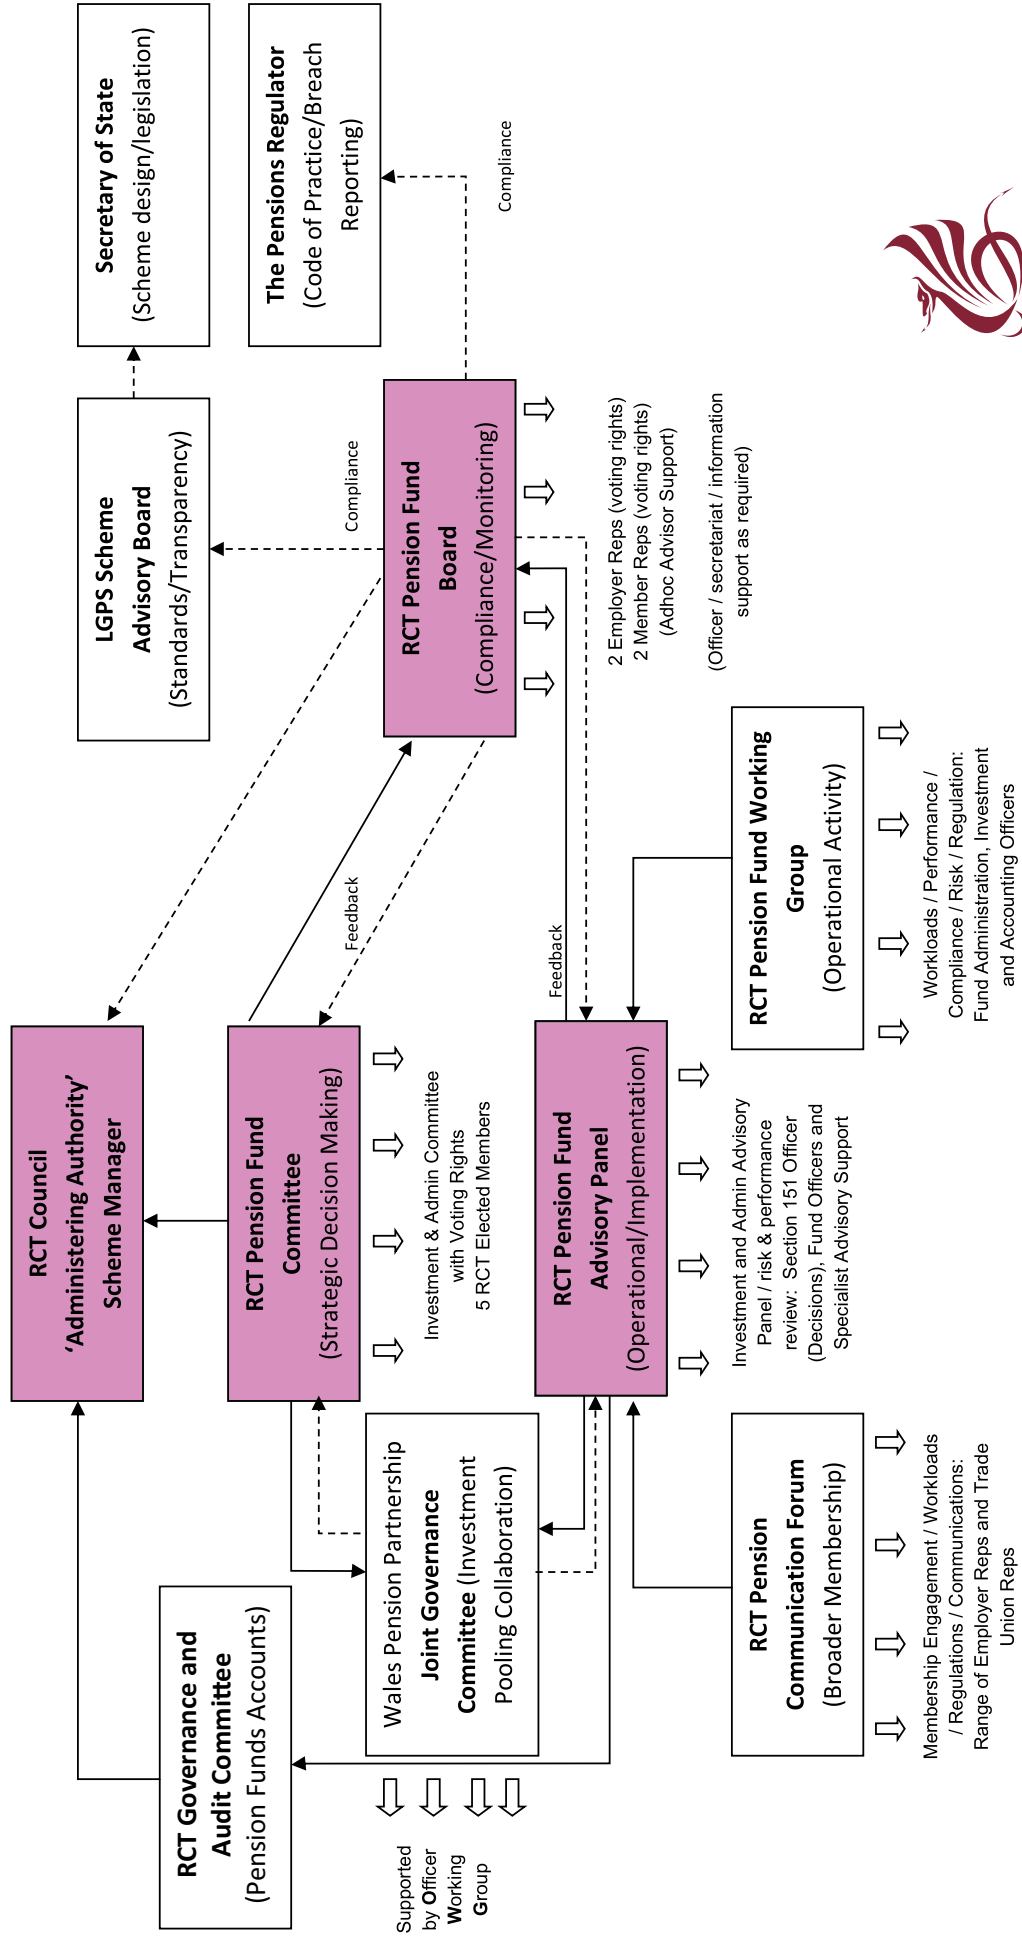 RCT Council
‘Administering Authority’
Scheme Manager
LGPS Scheme
Advisory Board
(Standards/Transparency)
Secretary of State
(Scheme design/legislation)
RCT Governance and
Audit Committee
(Pension Funds Accounts)
RCT Pension Fund
Committee
(Strategic Decision Making)
Compliance
The Pensions Regulator
(Code of Practice/Breach
Reporting)
Feedback
Investment & Admin Committee
with Voting Rights
5 RCT Elected Members
RCT Pension Fund
Board
(Compliance/Monitoring)
Compliance
Wales Pension Partnership
Joint Governance
Committee (Investment
Pooling Collaboration)
Supported
by Officer
Working
Group
Feedback
RCT Pension Fund
Advisory Panel
(Operational/Implementation)
2 Employer Reps (voting rights)
2 Member Reps (voting rights)
(Adhoc Advisor Support)
(Officer / secretariat / information
support as required)
RCT Pension
Communication Forum
(Broader Membership)
Investment and Admin Advisory
Panel / risk & performance
review: Section 151 Officer
(Decisions), Fund Officers and
Specialist Advisory Support
RCT Pension Fund Working
Group
(Operational Activity)
Membership Engagement / Workloads
/ Regulations / Communications:
Range of Employer Reps and Trade
Union Reps
Workloads / Performance /
Compliance / Risk / Regulation:
Fund Administration, Investment
and Accounting Officers